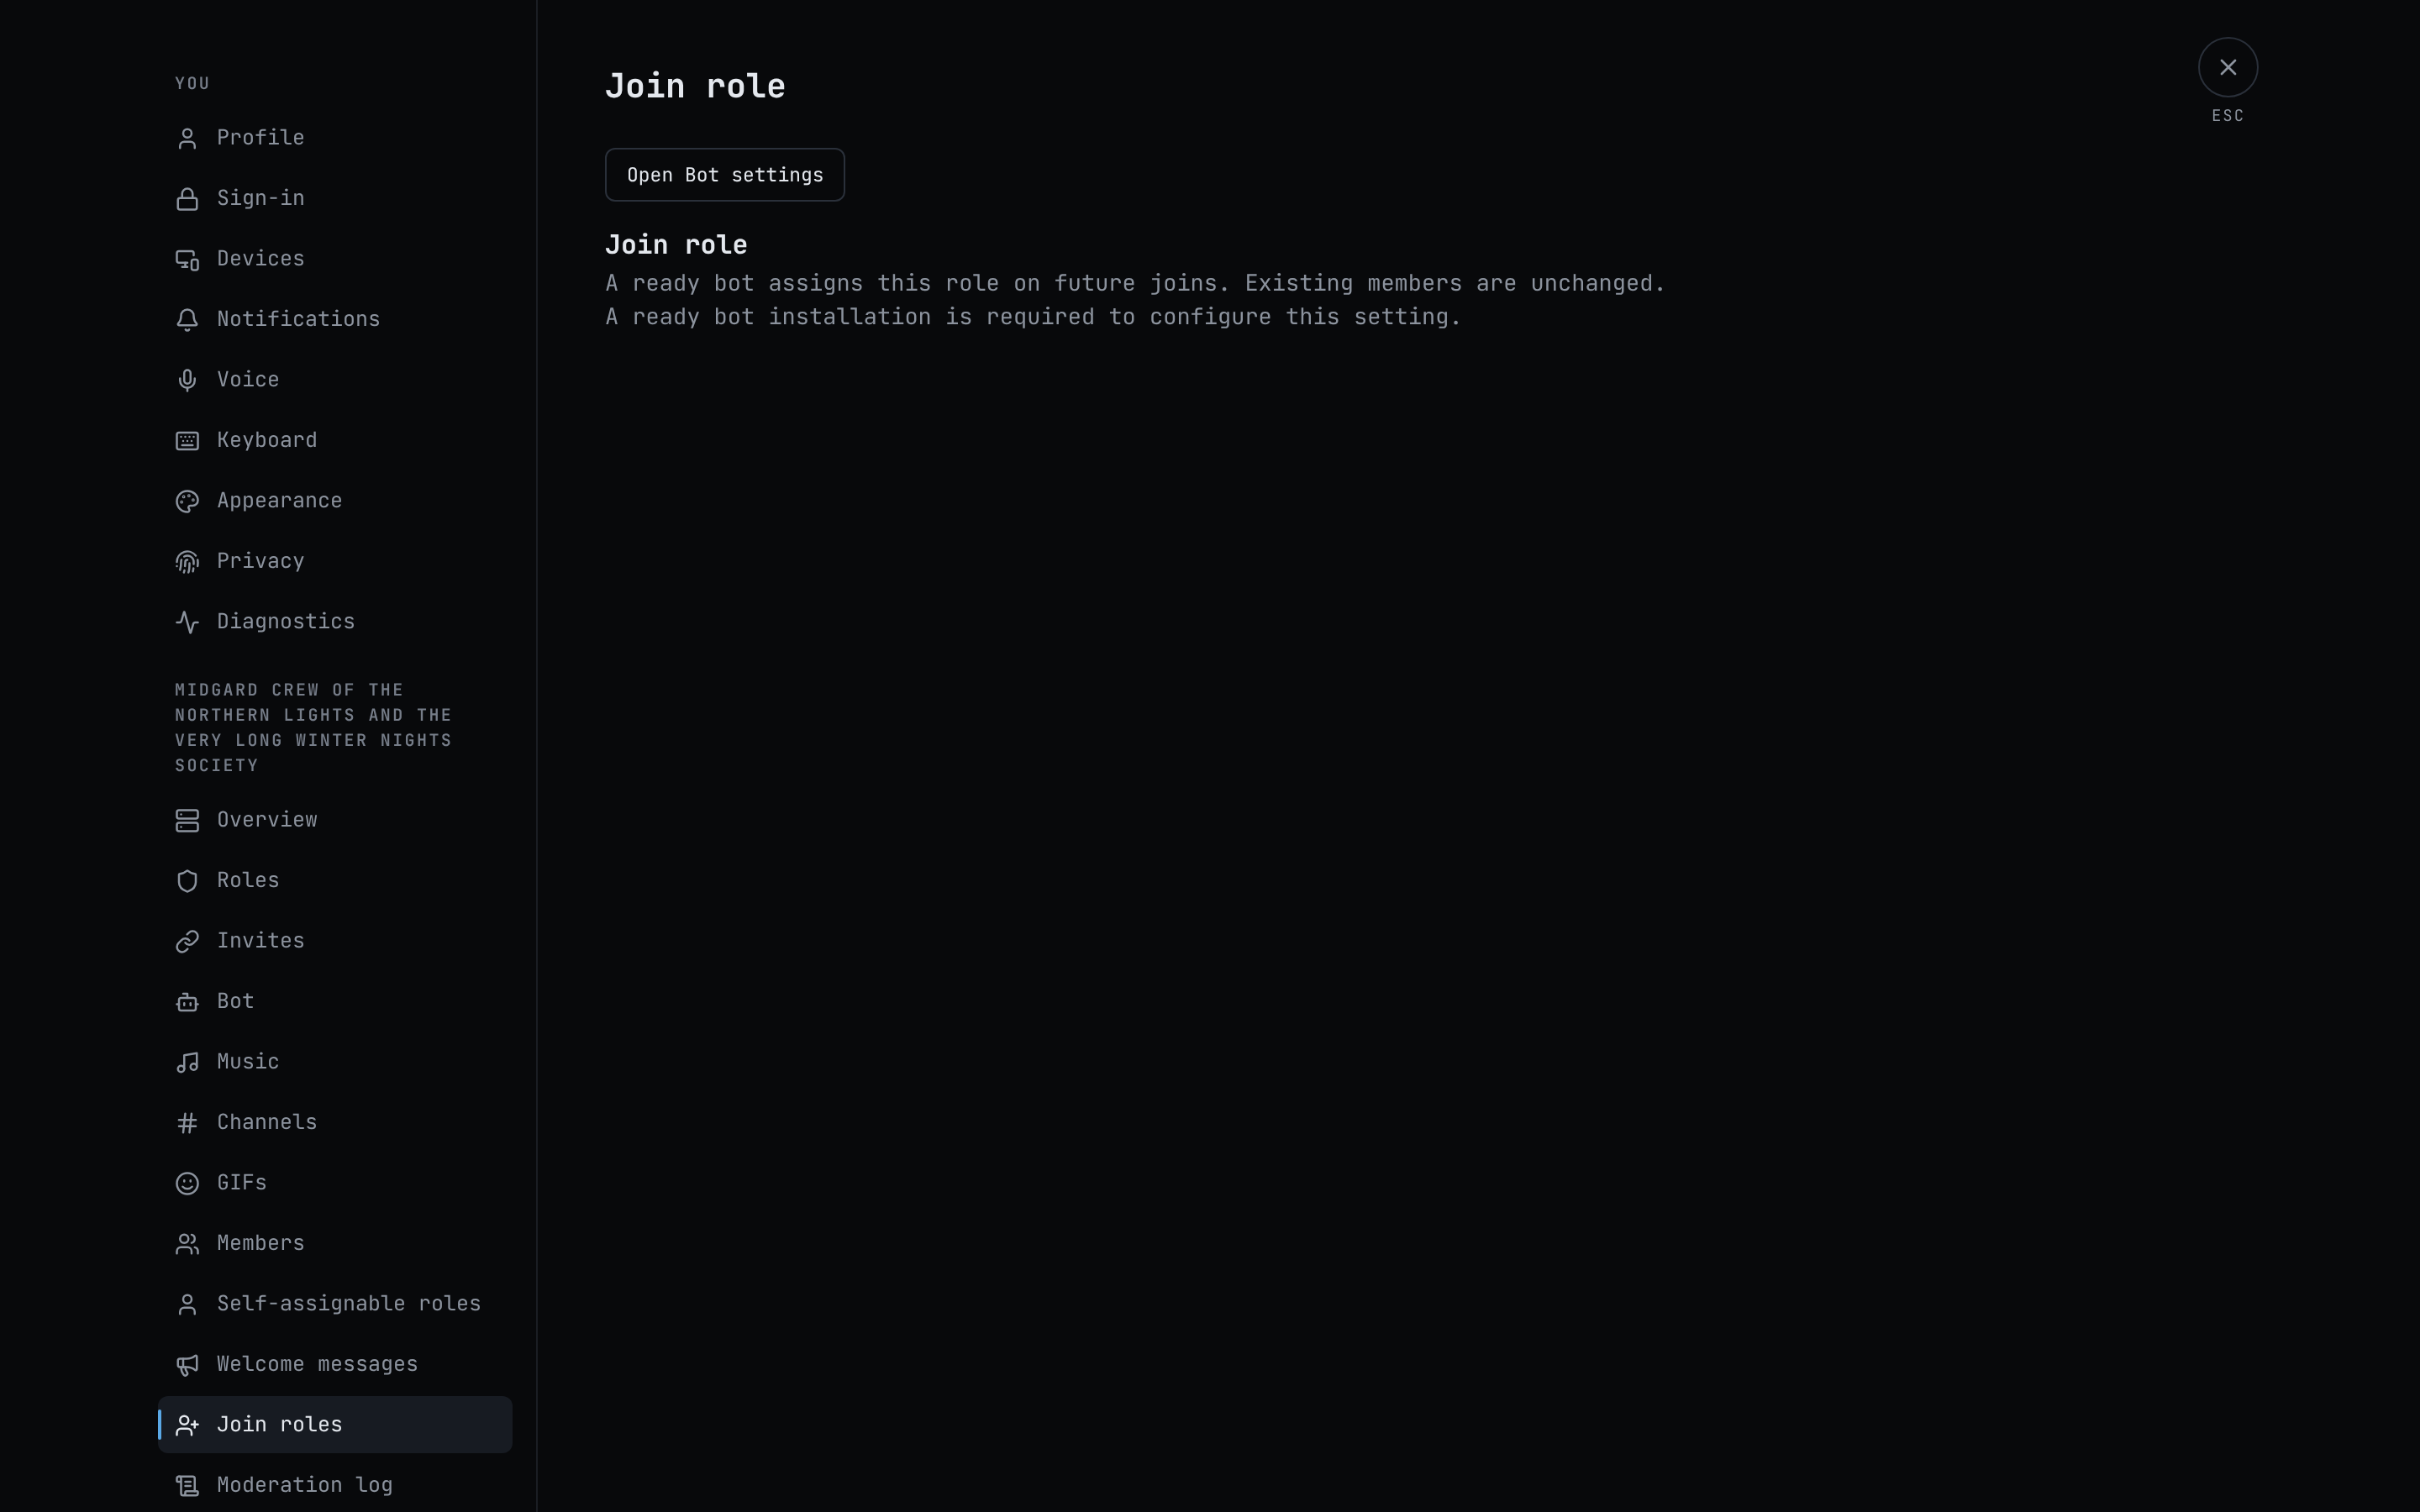 YOU
Profile
Sign-in
Devices
Notifications
Voice
Keyboard
Appearance
Privacy
Diagnostics
MIDGARD CREW OF THE
NORTHERN LIGHTS AND THE
VERY LONG WINTER NIGHTS
SOCIETY
Overview
Roles
Invites
Bot
Music
Channels
GIFs
Members
Self-assignable roles
Welcome messages
Join roles
Moderation log
Join role
Open Bot settings
Join role
A ready bot assigns this role on future joins. Existing members are unchanged.
A ready bot installation is required to configure this setting.
ESC